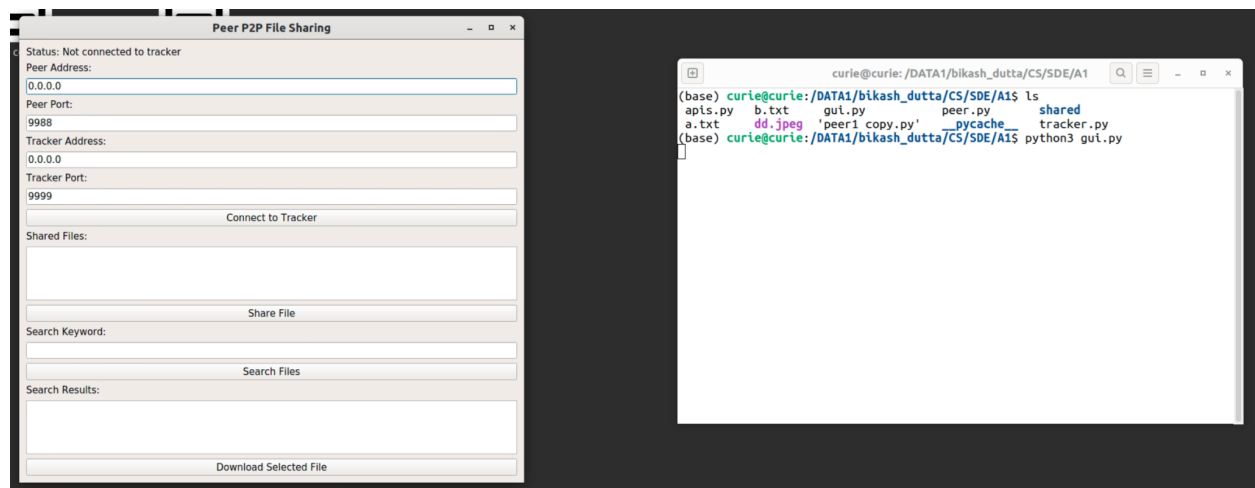 Peer P2P File Sharing
Status: Not connected to tracker
Peer Address:
0.0.0.0
Peer Port:
9988
Tracker Address:
0.0.0.0
Tracker Port:
9999
Connect to Tracker
Shared Files:
Share File
Search Keyword:
Search Files
Search Results:
Download Selected File
curie@curie: /DATA1/bikash_dutta/CS/SDE/A1
(base) curie@curie:/DATA1/bikash_dutta/CS/SDE/A1$ ls
apis.py b.txt gui.py peer.py shared
a.txt dd.jpeg 'peer1 copy.py' __pycache__ tracker.py
(base) curie@curie:/DATA1/bikash_dutta/CS/SDE/A1$ python3 gui.py